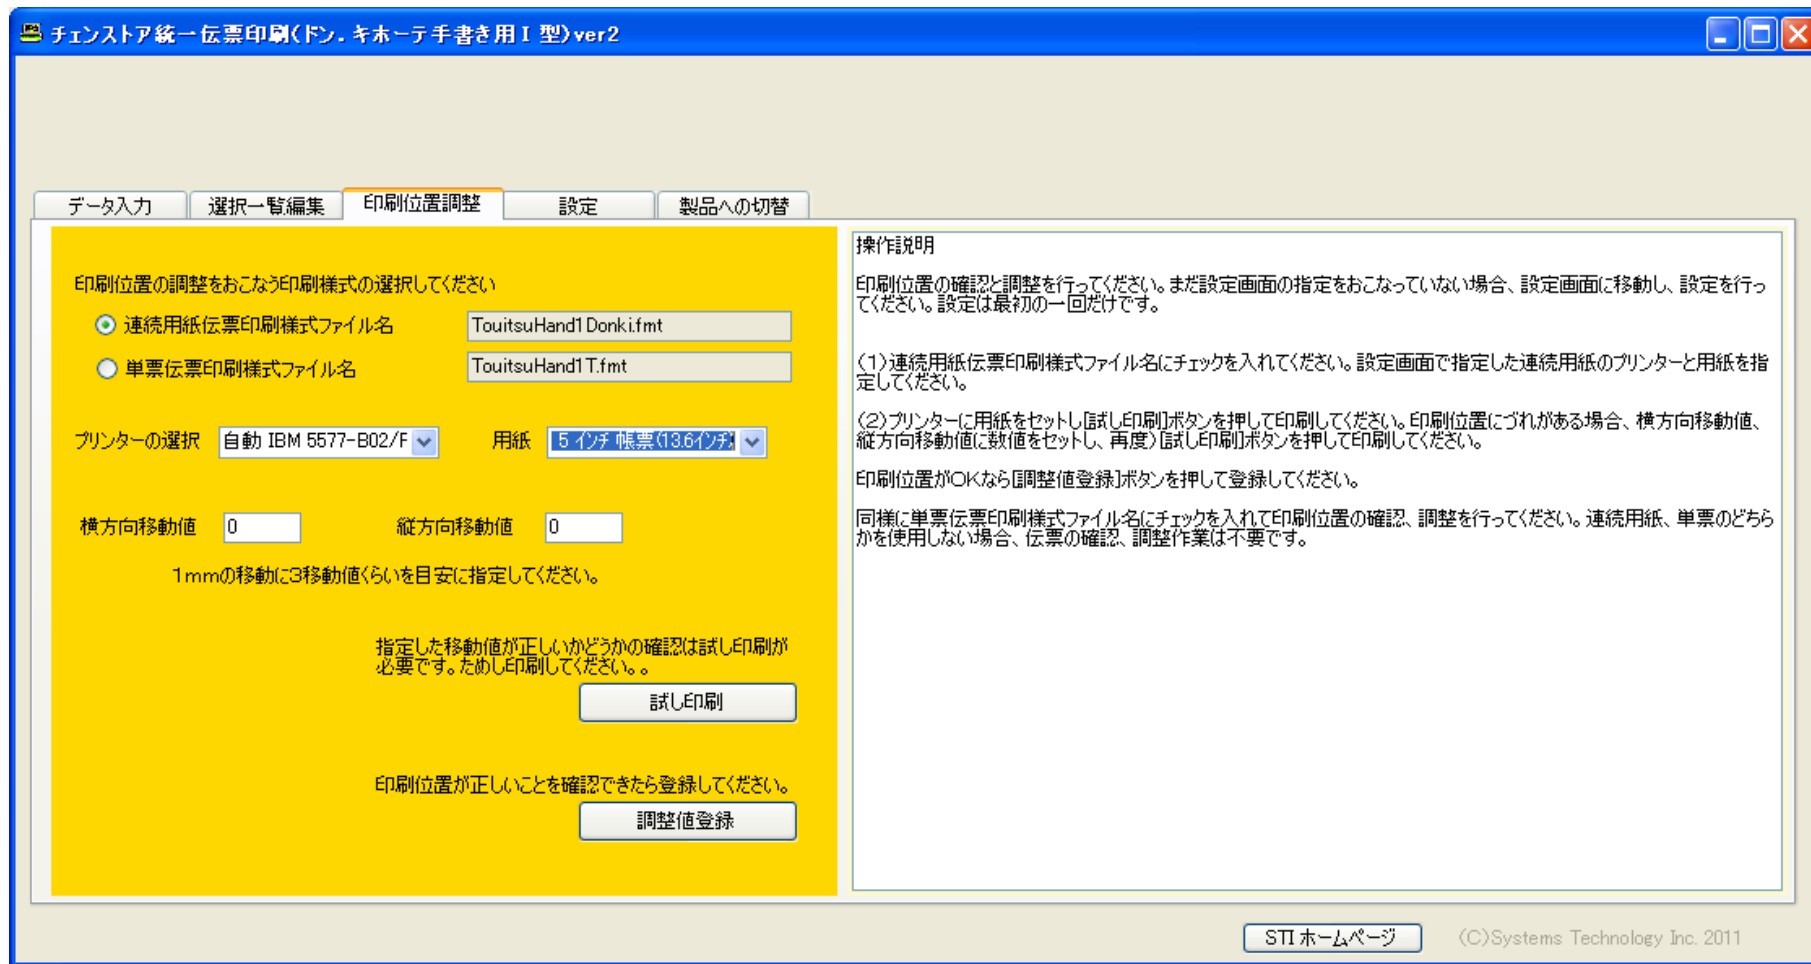 チェンストア統一伝票印刷(ドン．キホーテ手書き用Ⅰ型)ver2
データ入力
選択一覧編集
印刷位置調整
設定
製品への切替
印刷位置の調整をおこなう印刷様式の選択してください
連続用紙伝票印刷様式ファイル名
TouitsuHand1Donki.fmt
単票伝票印刷様式ファイル名
TouitsuHand1T.fmt
プリンターの選択
自動 IBM 5577-B02/F
用紙
5 インチ 帳票(13.6インチ)
横方向移動値
0
縦方向移動値
0
1mmの移動に3移動値くらいを目安に指定してください。
指定した移動値が正しいかどうかの確認は試し印刷が
必要です。ためし印刷してください。。
試し印刷
印刷位置が正しいことを確認できたら登録してください。
調整値登録
操作説明
印刷位置の確認と調整を行ってください。まだ設定画面の指定をおこなっていない場合、設定画面に移動し、設定を行っ
てください。設定は最初の一回だけです。
(1)連続用紙伝票印刷様式ファイル名にチェックを入れてください。設定画面で指定した連続用紙のプリンターと用紙を指
定してください。
(2)プリンターに用紙をセットし[試し印刷]ボタンを押して印刷してください。印刷位置にづれがある場合、横方向移動値、
縦方向移動値に数値をセットし、再度)[試し印刷]ボタンを押して印刷してください。
印刷位置がOKなら[調整値登録]ボタンを押して登録してください。
同様に単票伝票印刷様式ファイル名にチェックを入れて印刷位置の確認、調整を行ってください。連続用紙、単票のどちら
かを使用しない場合、伝票の確認、調整作業は不要です。
STI ホームページ
(C)Systems Technology Inc. 2011